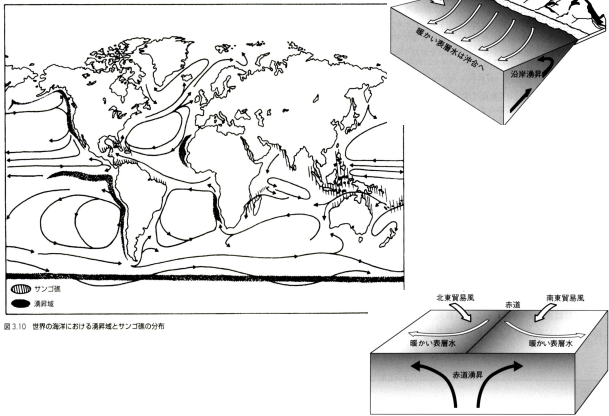 暖かい表層水は沖合へ
沿岸湧昇
サンゴ礁
湧昇域
図3.10 世界の海洋における湧昇域とサンゴ礁の分布
北東貿易風
赤道
南東貿易風
暖かい表層水
暖かい表層水
赤道湧昇